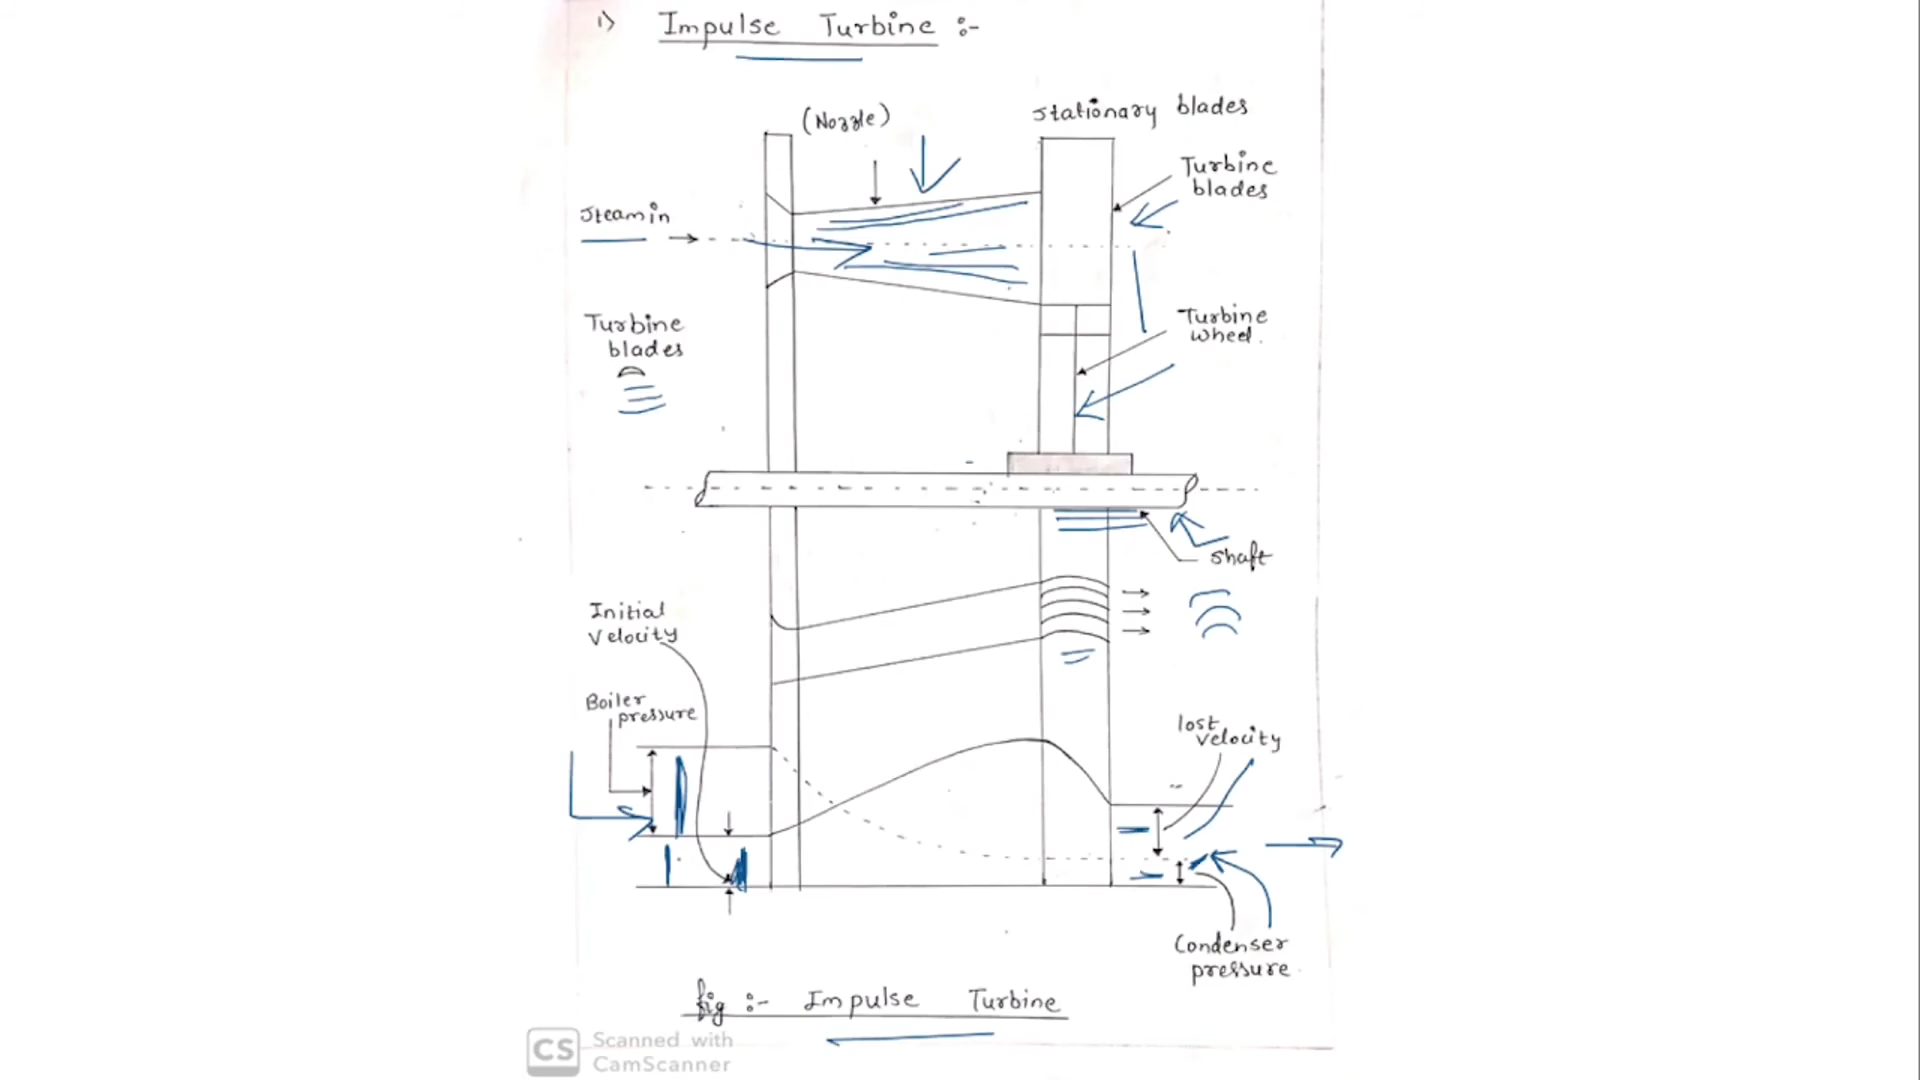 1) Impulse Turbine :-
(Nozzle)
Stationary blades
Turbine
blades
Steam in
Turbine
blades
Turbine
wheel.
Shaft
Initial
Velocity
Boiler
pressure
lost
velocity
Condenser
pressure.
fig :- Impulse Turbine
CS
Scanned with
CamScanner